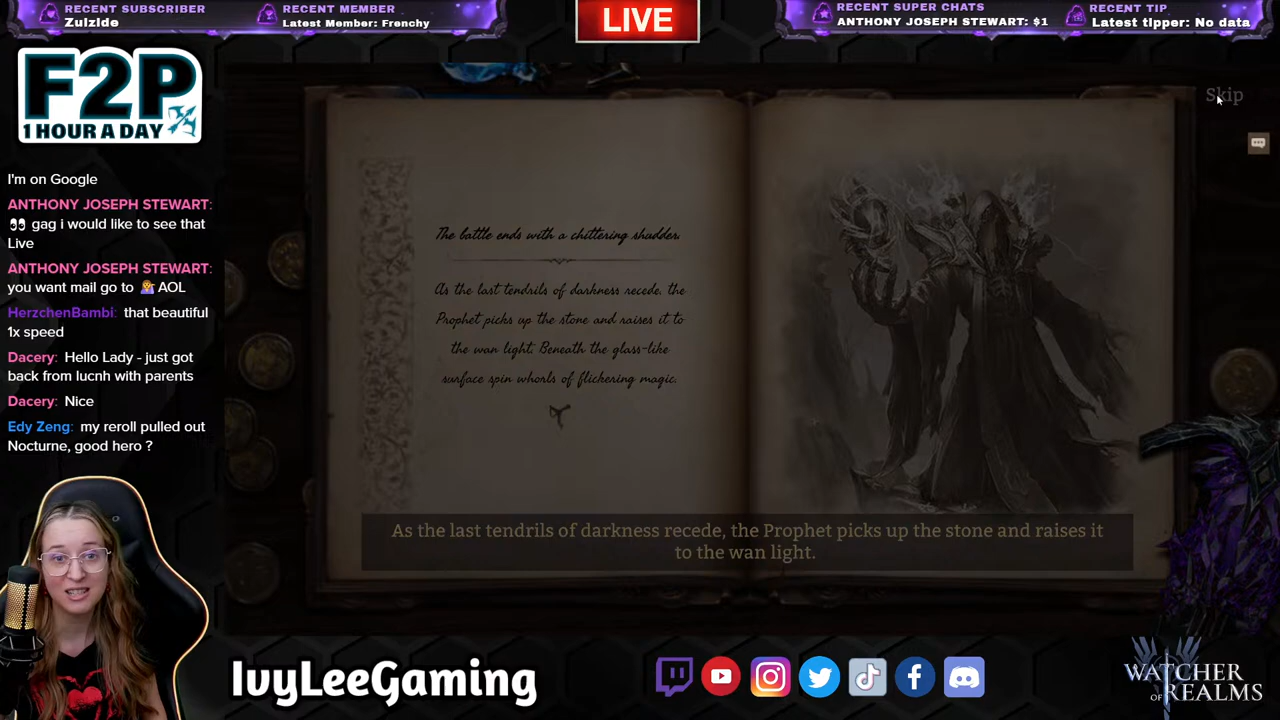 RECENT SUBSCRIBER
Zuizide
RECENT MEMBER
Latest Member: Frenchy
LIVE
RECENT SUPER CHATS
ANTHONY JOSEPH STEWART: $1
RECENT TIP
Latest tipper: No data
F2P
1 HOUR A DAY
Skip
I'm on Google
ANTHONY JOSEPH STEWART:
👀 gag i would like to see that
Live
ANTHONY JOSEPH STEWART:
you want mail go to 💁 AOL
HerzchenBambi: that beautiful
1x speed
Dacery: Hello Lady - just got
back from lucnh with parents
Dacery: Nice
Edy Zeng: my reroll pulled out
Nocturne, good hero ?
The battle ends with a chittering shudder.
As the last tendrils of darkness recede, the
Prophet picks up the stone and raises it to
the wan light. Beneath the glass-like
surface spin whorls of flickering magic.
As the last tendrils of darkness recede, the Prophet picks up the stone and raises it
to the wan light.
IvyLeeGaming
WATCHER
OF REALMS